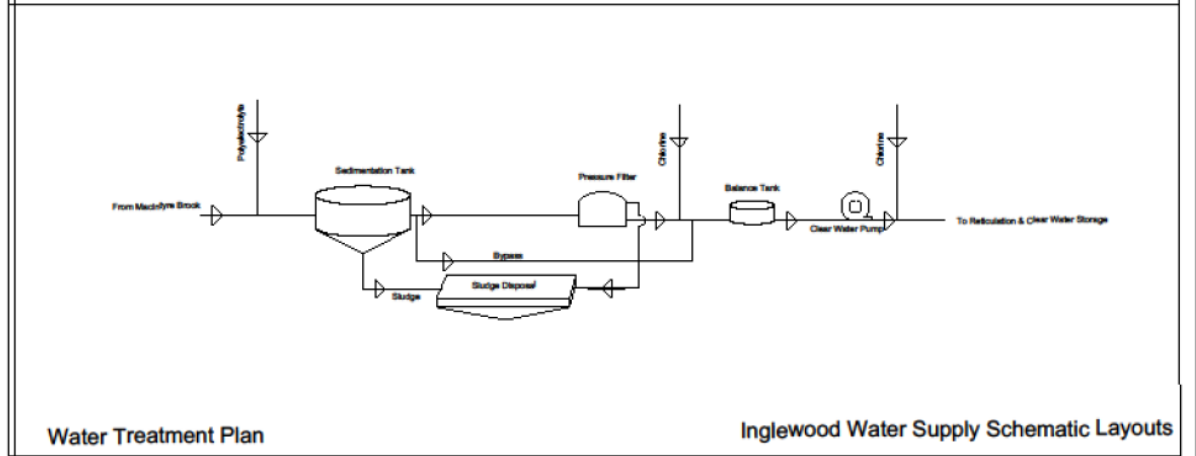 Polyelectrolyte
Sedimentation Tank
From MacIntyre Brook
Pressure Filter
Chlorine
Balance Tank
Chlorine
Clear Water Pump
To Reticulation & Clear Water Storage
Bypass
Sludge
Sludge Disposal
Water Treatment Plan
Inglewood Water Supply Schematic Layouts